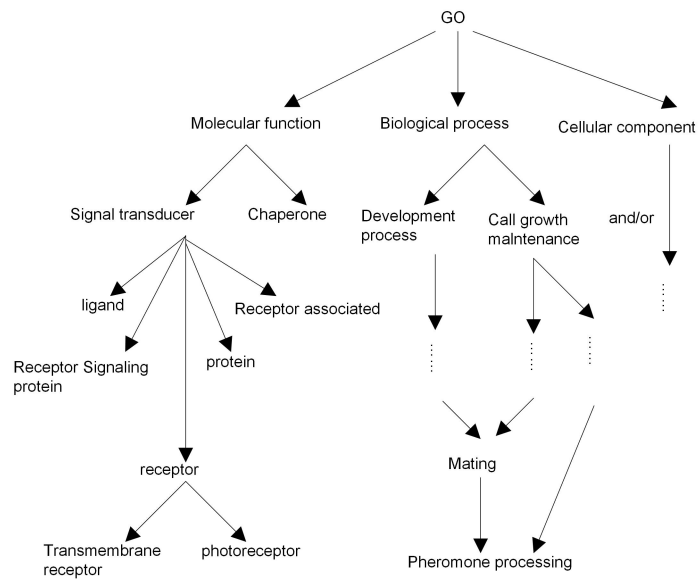 GO
Molecular function
Biological process
Cellular component
Signal transducer
Chaperone
Development
process
Call growth
maIntenance
and/or
ligand
Receptor associated
Receptor Signaling
protein
protein
receptor
Mating
Transmembrane
receptor
photoreceptor
Pheromone processing